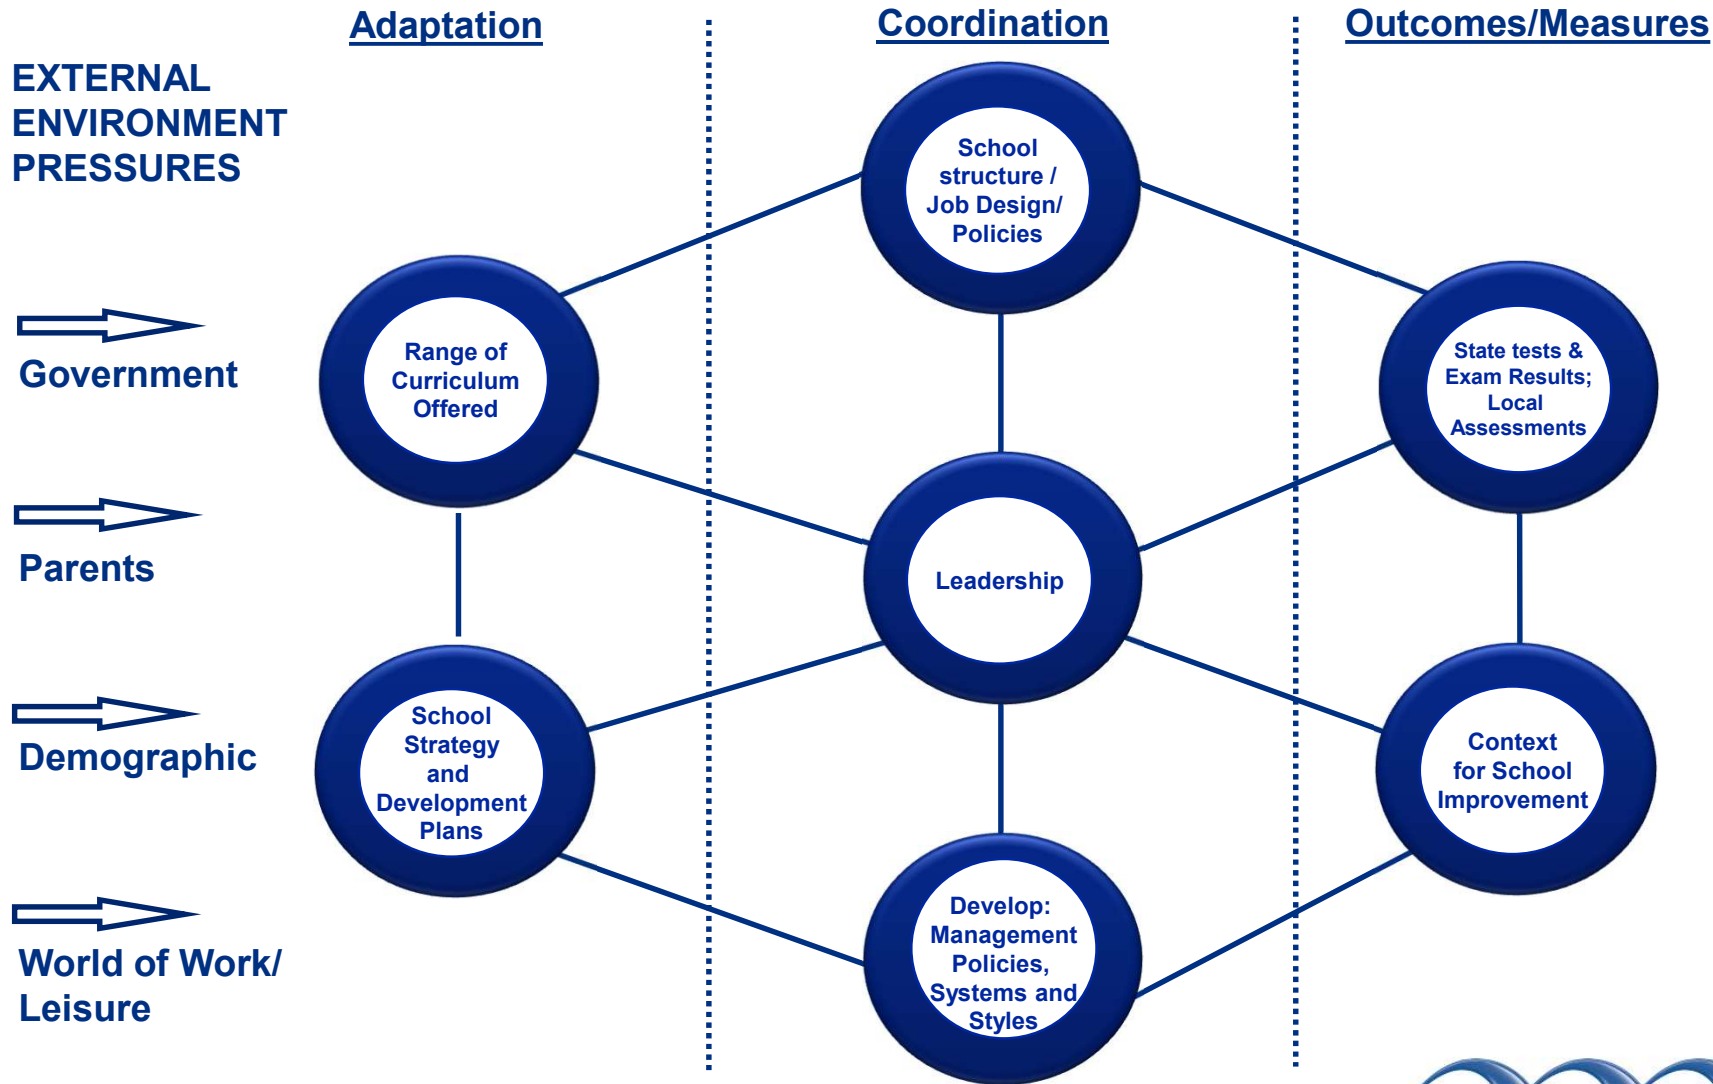 Adaptation
Coordination
Outcomes/Measures
EXTERNAL
ENVIRONMENT
PRESSURES
Government
Parents
Demographic
World of Work/
Leisure
Range of
Curriculum
Offered
School
Strategy
and
Development
Plans
School
structure /
Job Design/
Policies
Leadership
Develop:
Management
Policies,
Systems and
Styles
State tests &
Exam Results;
Local
Assessments
Context
for School
Improvement